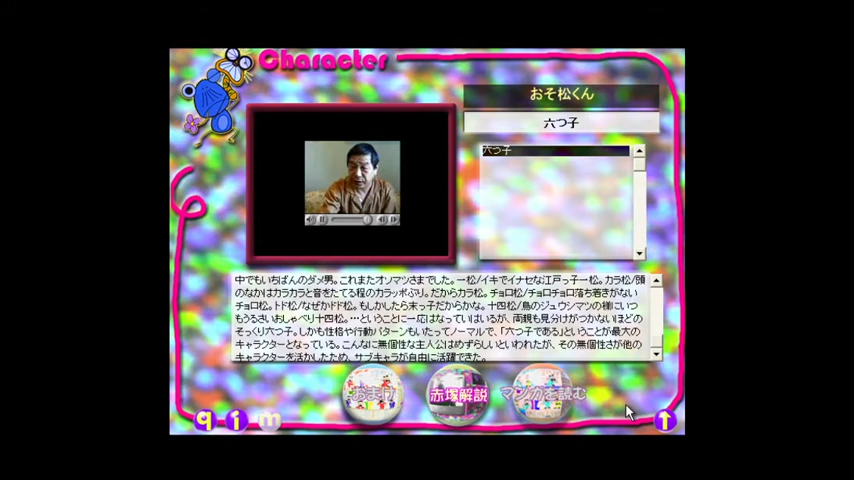 Character
おそ松くん
六つ子
六つ子
中でもいちばんのダメ男。これまたオソマツさまでした。一松/イキでイナセな江戸っ子一松。カラ松/頭
のなかはカラカラと音をたてる程のカラッポぶり。だからカラ松。チョロ松/チョロチョロ落ち着きがない
チョロ松。トド松/なぜかトド松。もしかしたら末っ子だからかな。十四松/鳥のジュウシマツの様にいつ
もうるさいおしゃべり十四松。…ということに一応はなっているが、両親も見分けがつかないほどの
そっくり六つ子。しかも性格や行動パターンもいたってノーマルで、「六つ子である」ということが最大の
キャラクターとなっている。こんなに無個性な主人公はめずらしいといわれたが、その無個性さが他の
キャラクターを活かしたため、サブキャラが自由に活躍できた。
おまけ
赤塚解説
マンガを読む
q i m